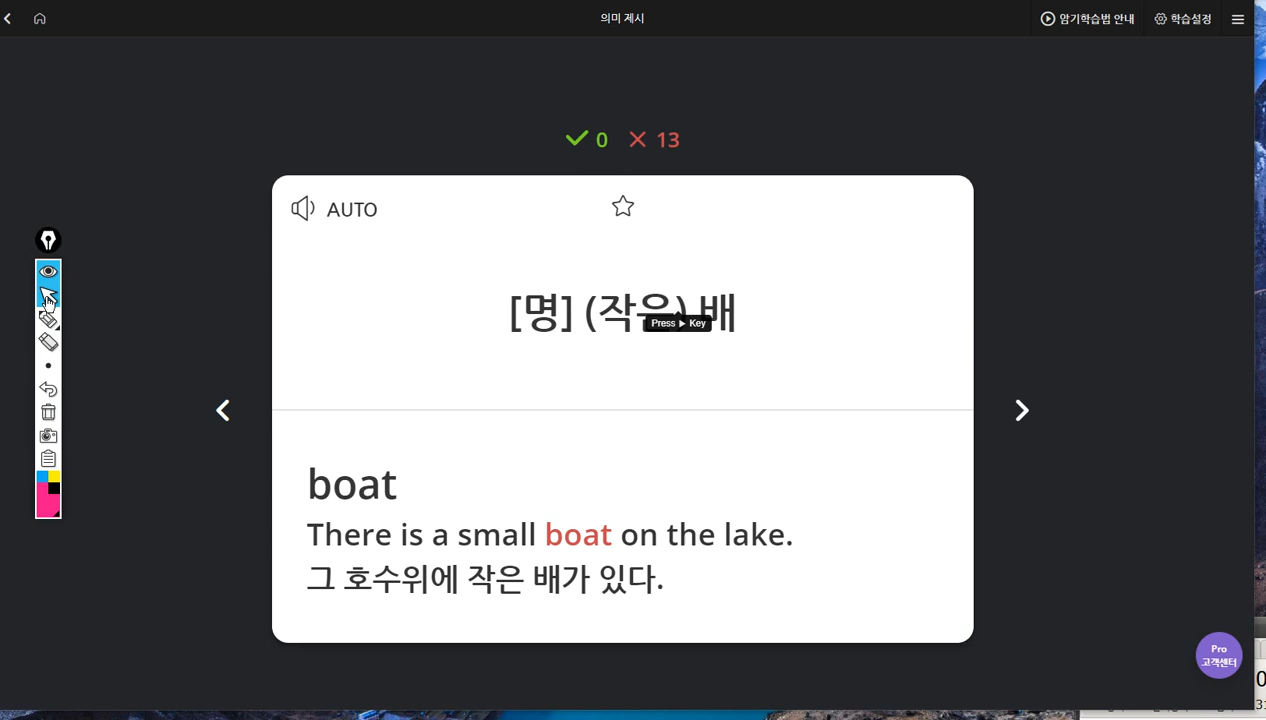 의미 제시
암기학습법 안내
학습설정
0
13
AUTO
[명] (작은) 배
Press ▶ Key
boat
There is a small boat on the lake.
그 호수위에 작은 배가 있다.
Pro
고객센터